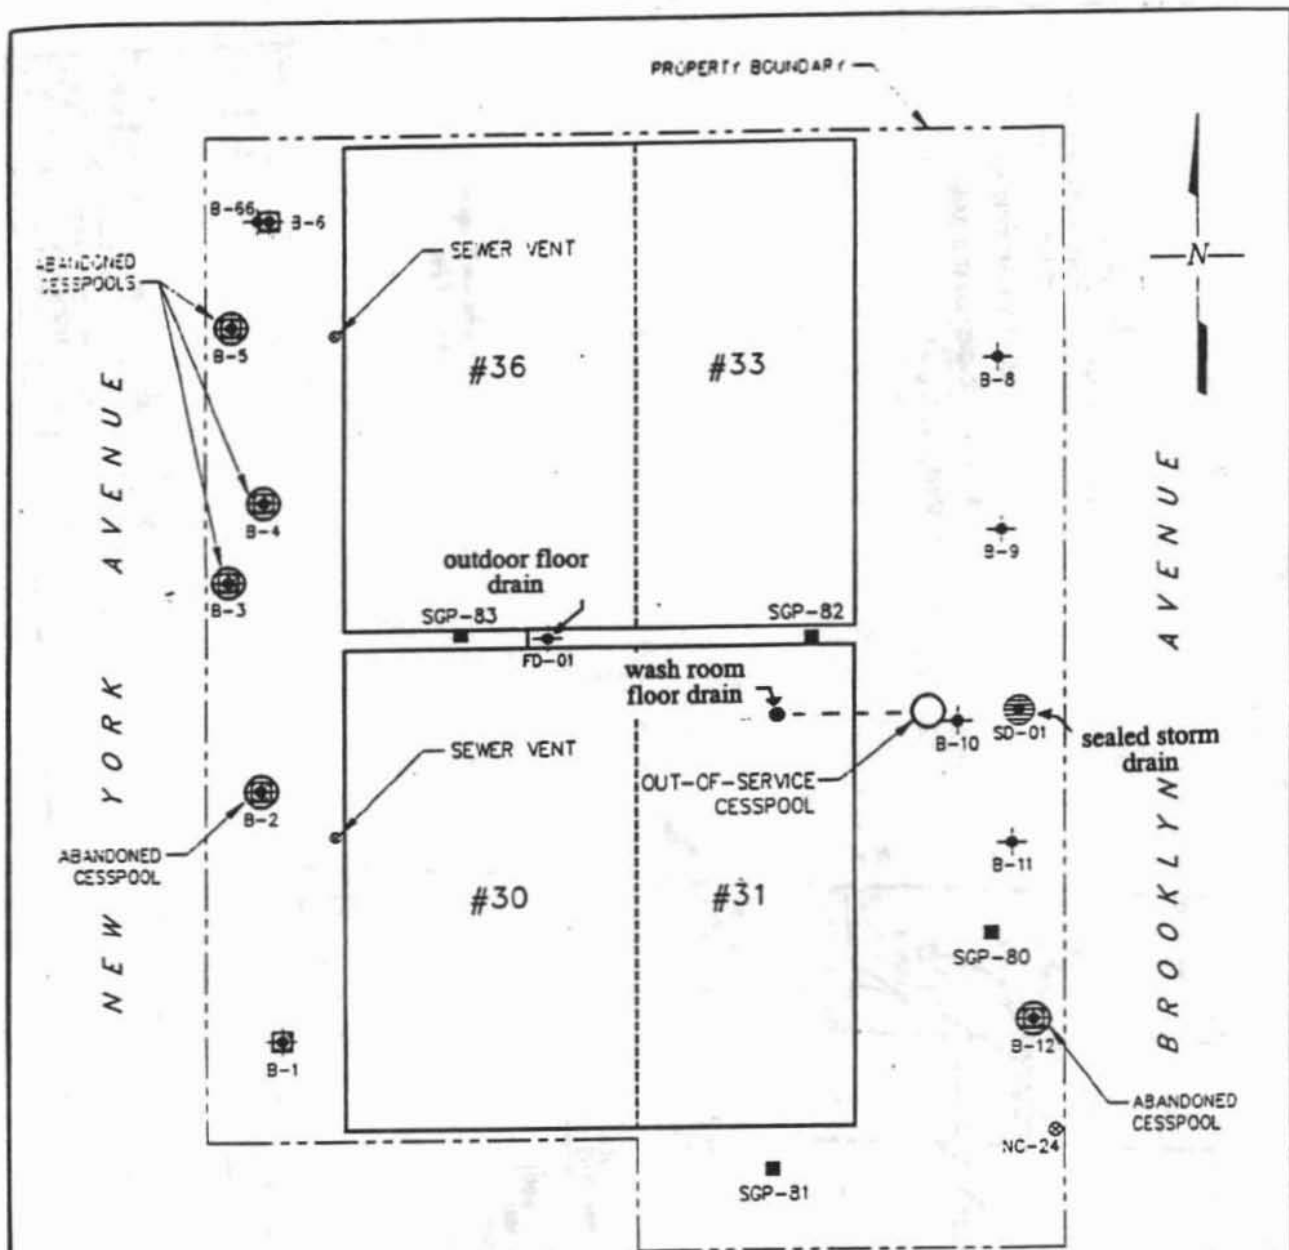 PROPERTY BOUNDARY
B-66
B-6
SEWER VENT
ABANDONED
CESSPOOLS
N
B-5
#36
#33
B-8
NEW YORK AVENUE
BROOKLYN AVENUE
B-4
B-9
outdoor floor
drain
B-3
SGP-83
SGP-82
FD-01
wash room
floor drain
B-10
SD-01
sealed storm
drain
SEWER VENT
OUT-OF-SERVICE
CESSPOOL
B-2
B-11
ABANDONED
CESSPOOL
#30
#31
SGP-80
B-12
B-1
ABANDONED
CESSPOOL
NC-24
SGP-81